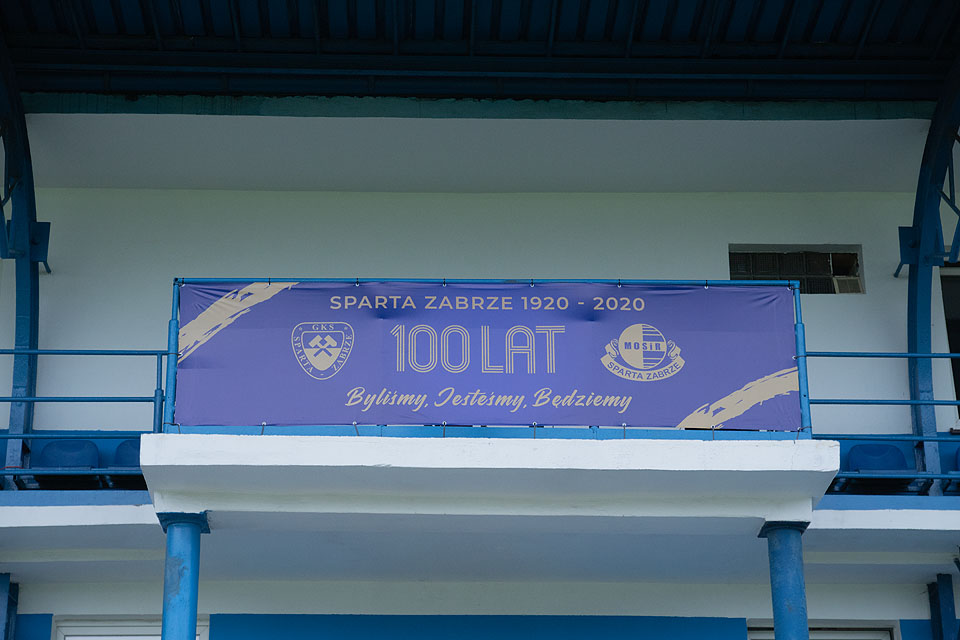 SPARTA ZABRZE 1920 - 2020
GKS
SPARTA ZABRZE
100 LAT
MOSiR
SPARTA ZABRZE
Byliśmy, Jesteśmy, Będziemy